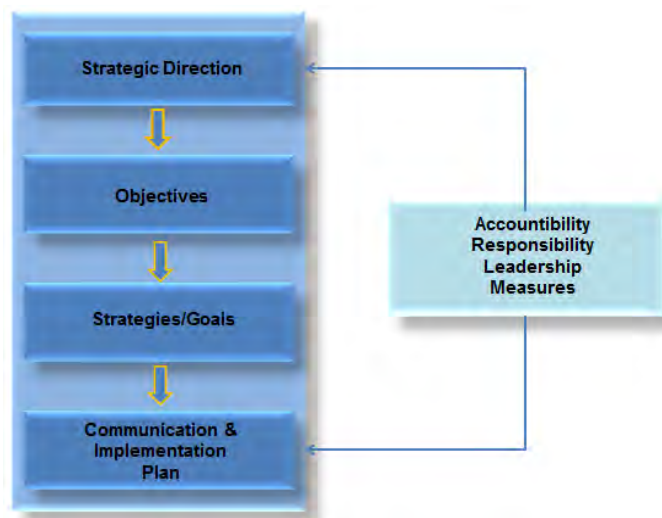 Strategic Direction
Objectives
Strategies/Goals
Communication &
Implementation
Plan
Accountibility
Responsibility
Leadership
Measures